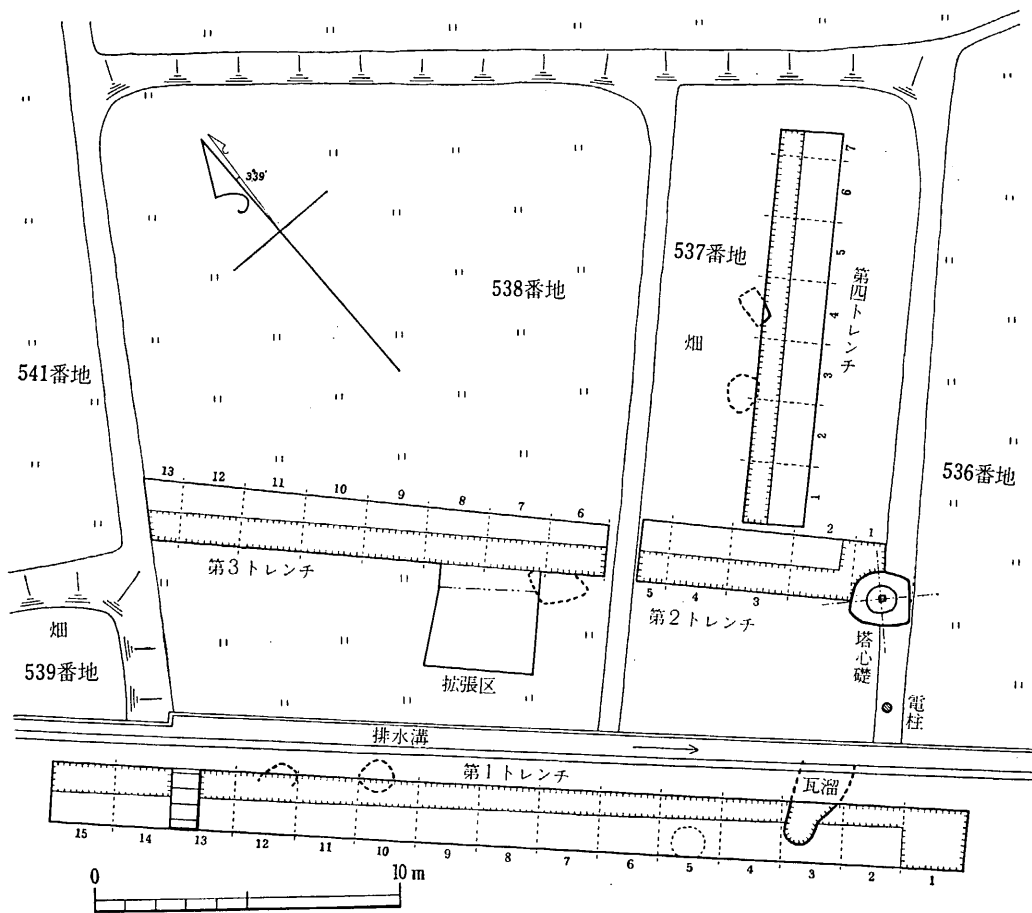 3°39'
537番地
538番地
第四トレンチ
7
6
5
4
3
2
1
畑
541番地
536番地
13
12
11
10
9
8
7
6
2
1
第3トレンチ
5
4
3
第2トレンチ
塔心礎
畑
539番地
拡張区
電柱
排水溝
第1トレンチ
瓦溜
15
14
13
12
11
10
9
8
7
6
5
4
3
2
1
0
10 m